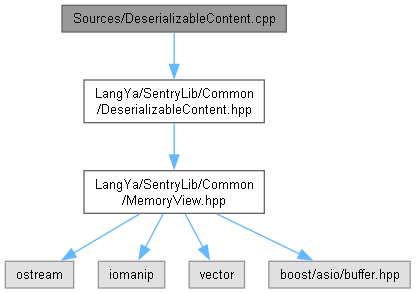 Sources/DeserializableContent.cpp
LangYa/SentryLib/Common
/DeserializableContent.hpp
LangYa/SentryLib/Common
/MemoryView.hpp
ostream
iomanip
vector
boost/asio/buffer.hpp